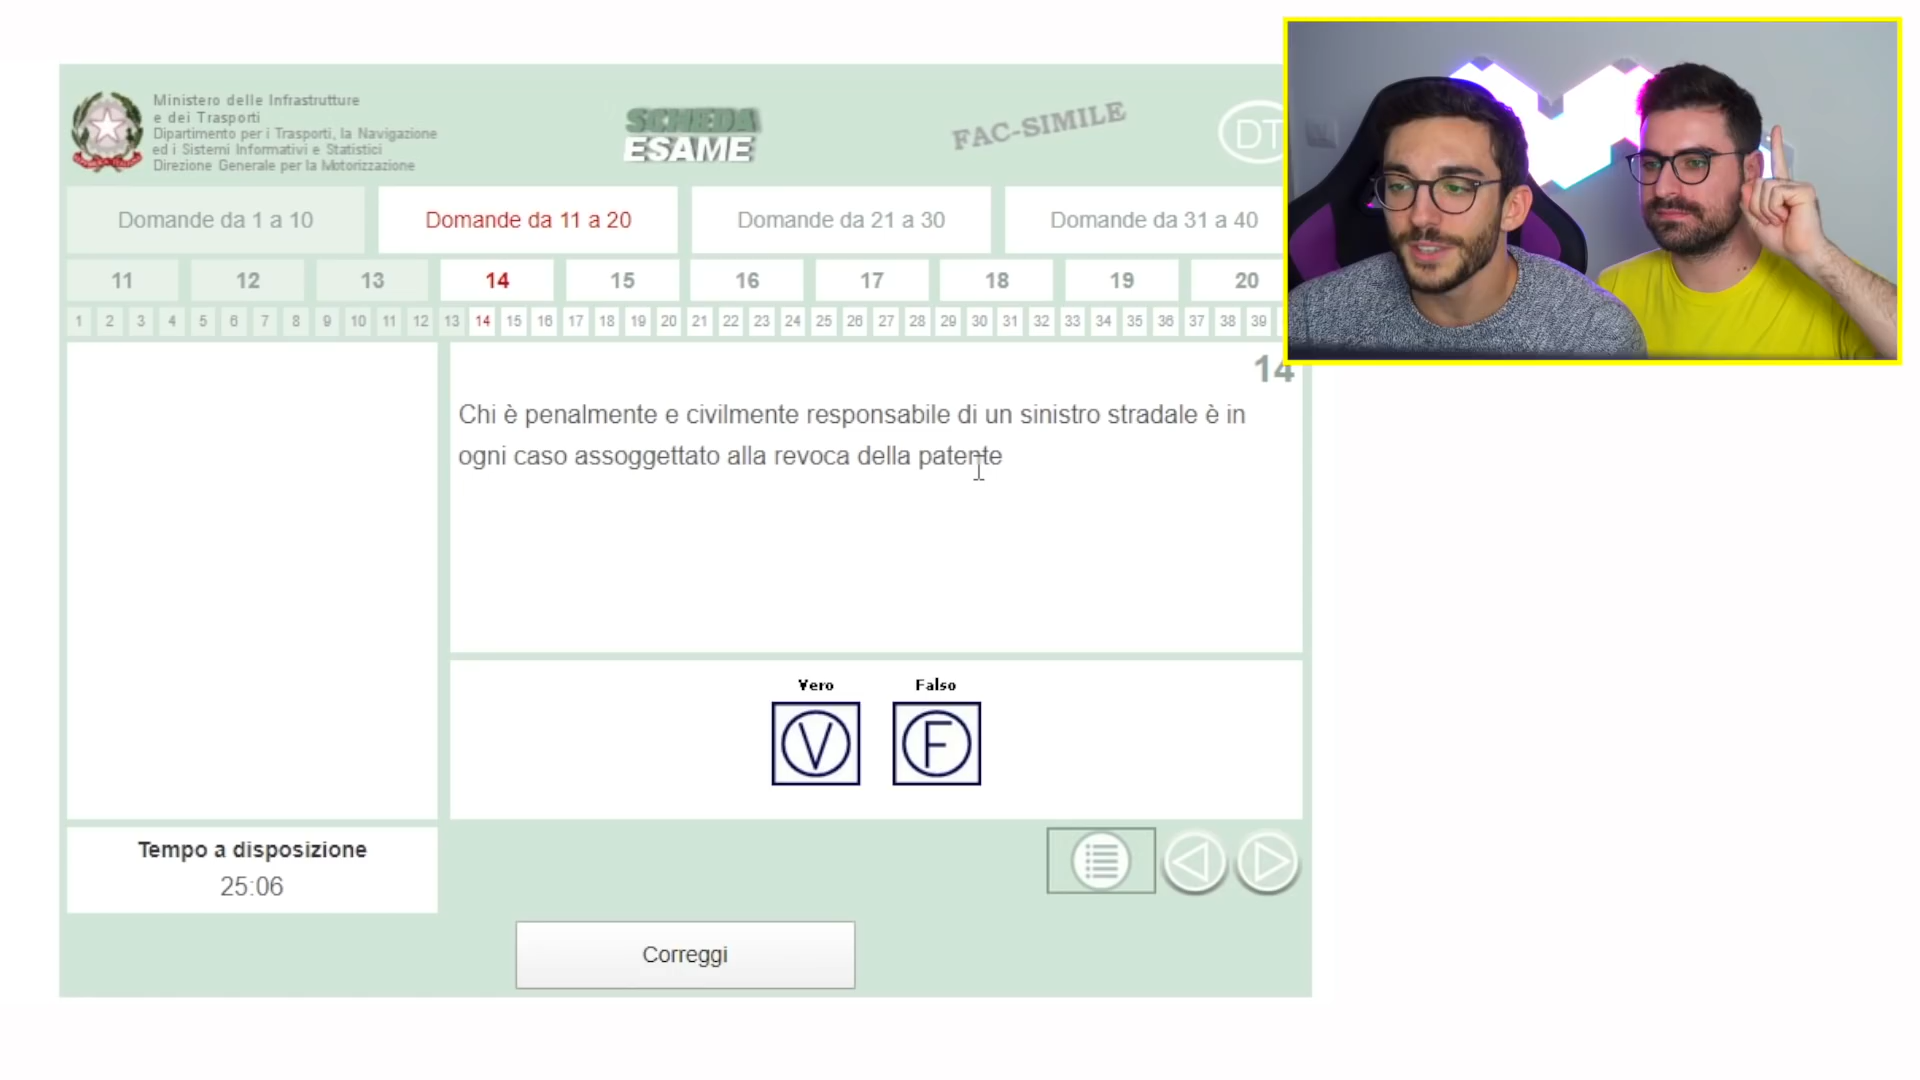 Ministero delle Infrastrutture
e dei Trasporti
Dipartimento per i Trasporti, la Navigazione
ed i Sistemi Informativi e Statistici
Direzione Generale per la Motorizzazione
SCHEDA
ESAME
FAC-SIMILE
DT
Domande da 1 a 10 Domande da 11 a 20 Domande da 21 a 30 Domande da 31 a 40
11 12 13 14 15 16 17 18 19 20
1 2 3 4 5 6 7 8 9 10 11 12 13 14 15 16 17 18 19 20 21 22 23 24 25 26 27 28 29 30 31 32 33 34 35 36 37 38 39
14
Chi è penalmente e civilmente responsabile di un sinistro stradale è in
ogni caso assoggettato alla revoca della patente
Vero Falso
V F
Tempo a disposizione
25:06
Correggi